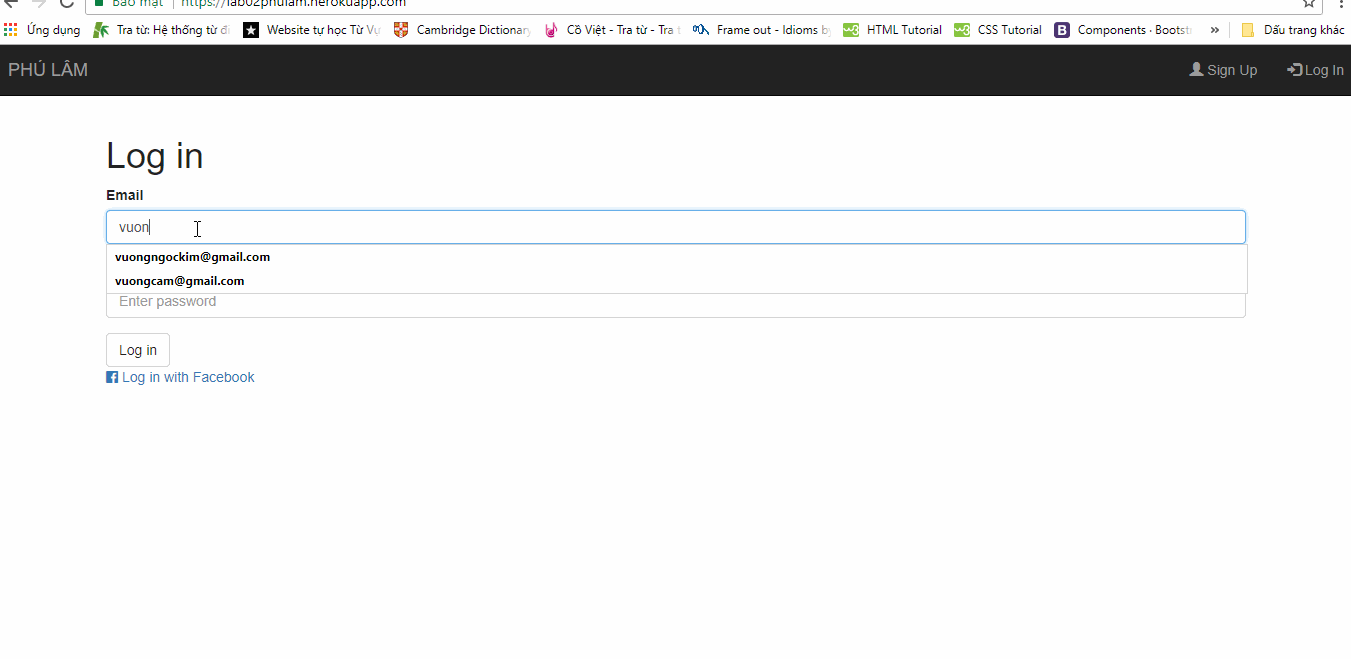 Bảo mật | https://lab02phulam.herokuapp.com
Ứng dụng Tra từ: Hệ thống từ đi Website tự học Từ Vự Cambridge Dictionary Cồ Việt - Tra từ - Tra t Frame out - Idioms by HTML Tutorial CSS Tutorial Components · Bootst » Dấu trang khác
PHÚ LÂM Sign Up Log In
Log in
Email
vuon
vuongngockim@gmail.com
vuongcam@gmail.com
Enter password
Log in
Log in with Facebook